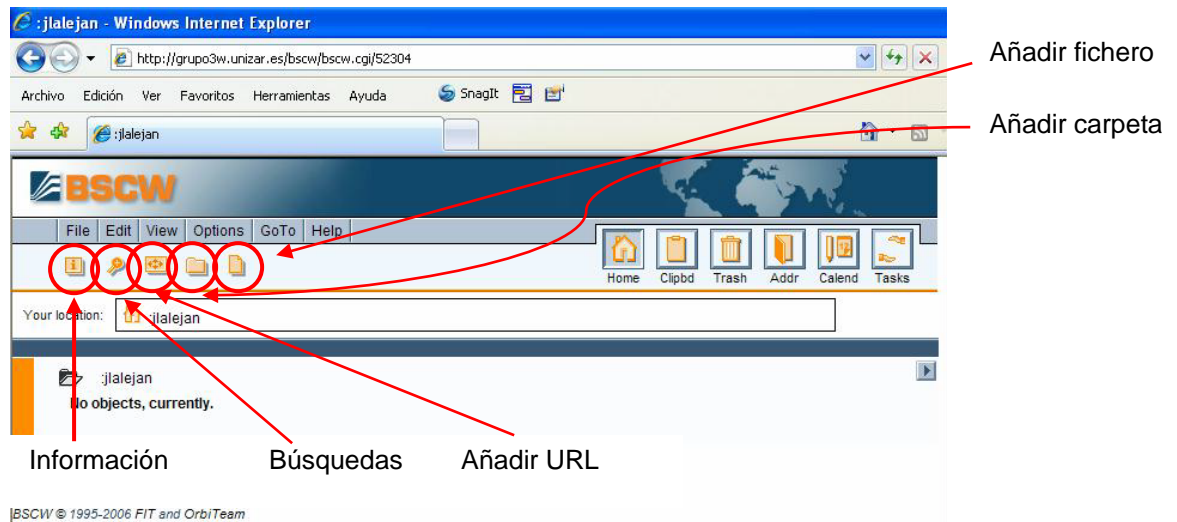 : jlalejan - Windows Internet Explorer
http://grupo3w.unizar.es/bscw/bscw.cgi/52304
Añadir fichero
Archivo Edición Ver Favoritos Herramientas Ayuda SnagIt
Añadir carpeta
:jlalejan
BSCW
File Edit View Options GoTo Help
Home Clipbd Trash Addr Calend Tasks
Your location: :jlalejan
:jlalejan
No objects, currently.
Información Búsquedas Añadir URL
BSCW © 1995-2006 FIT and OrbiTeam